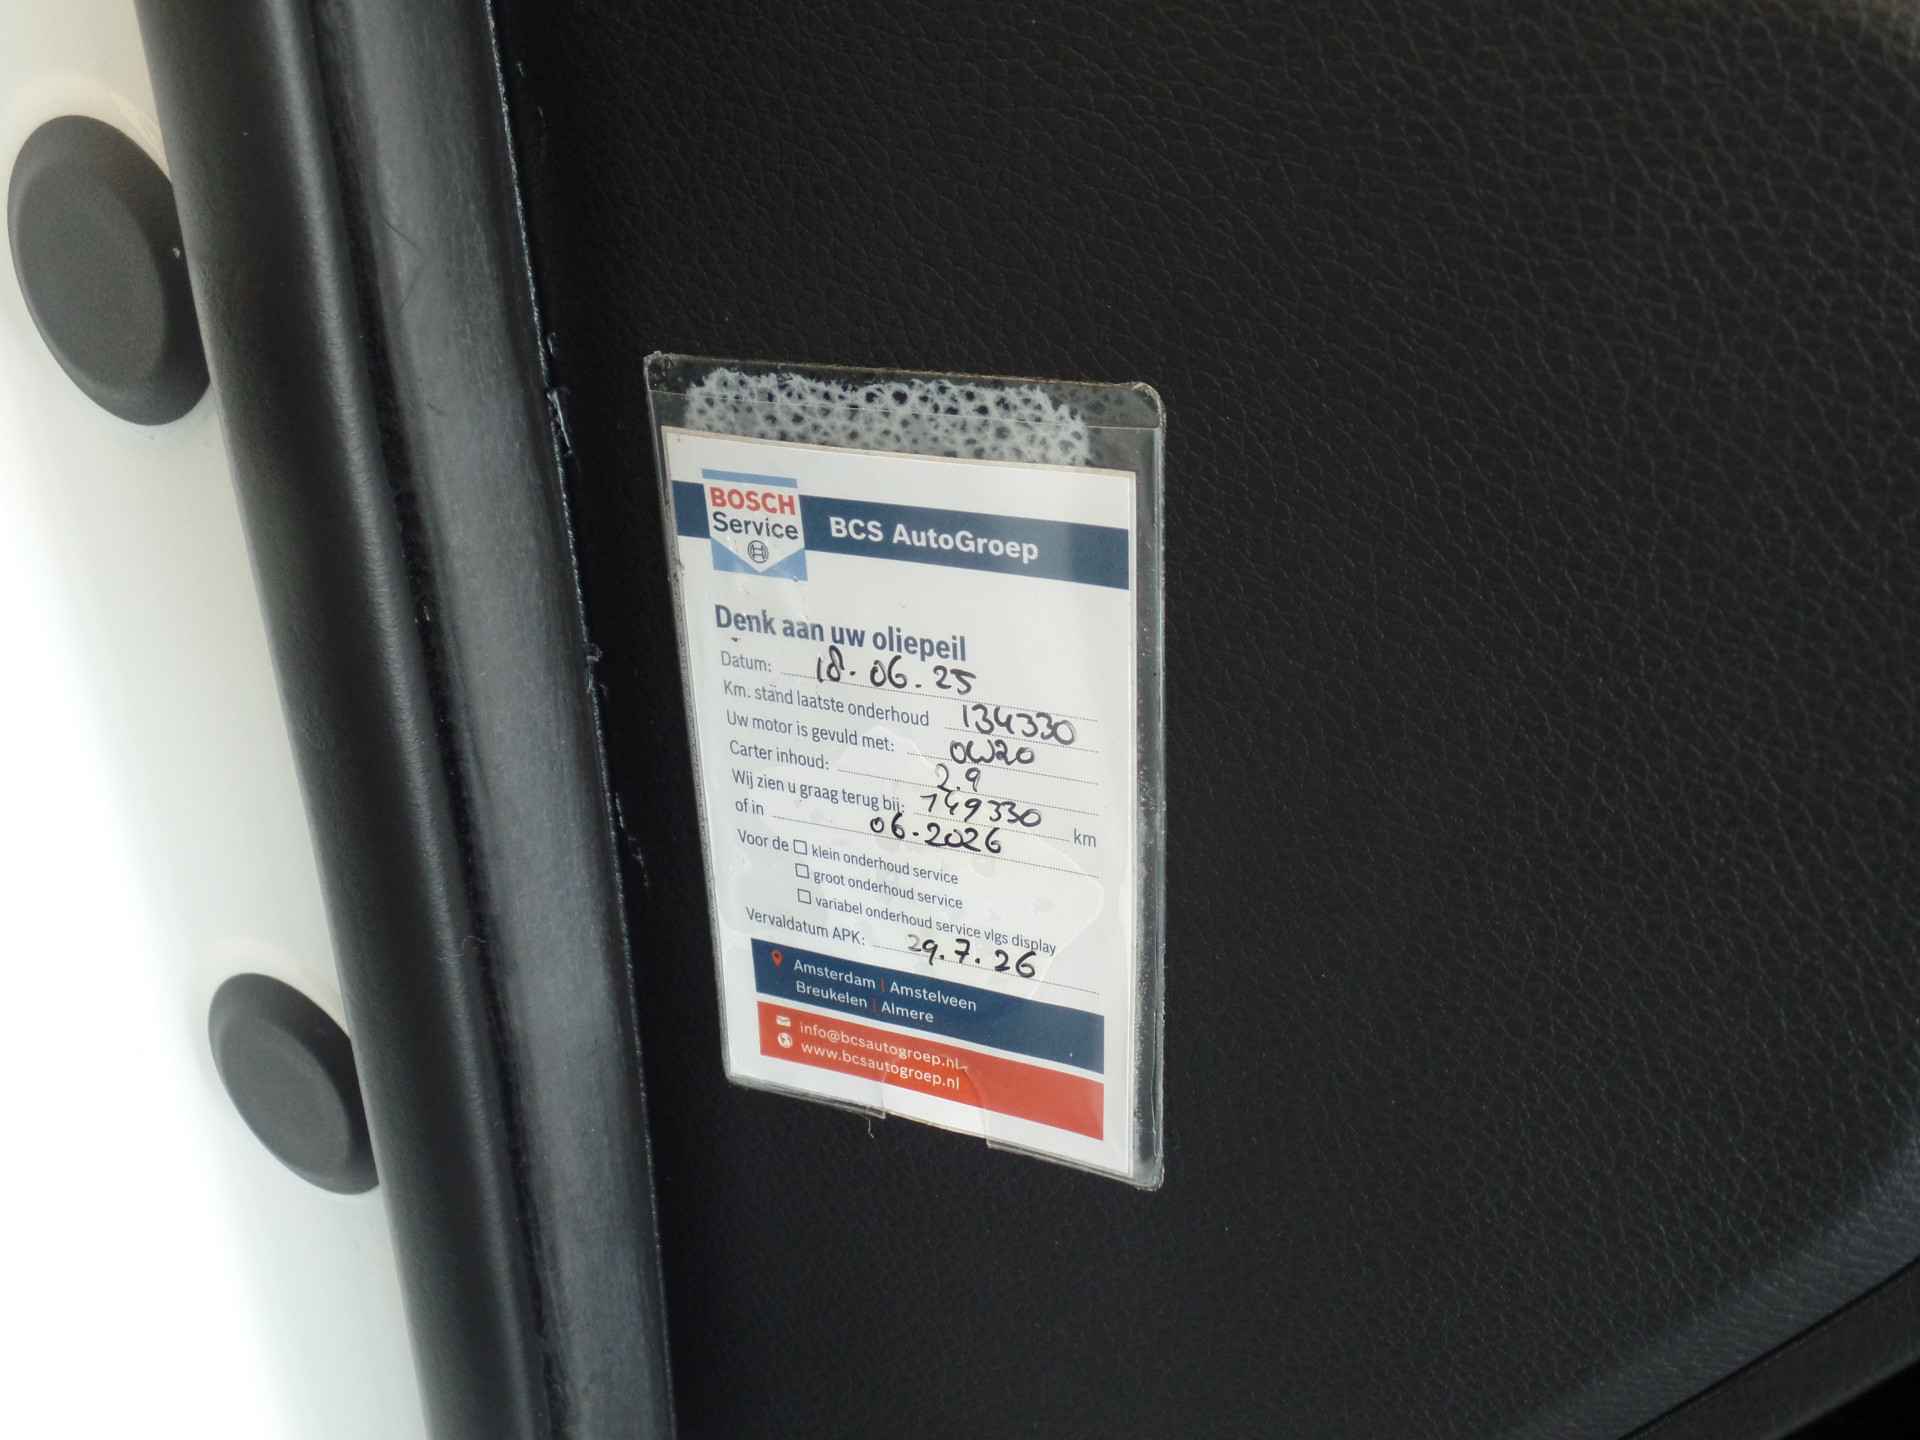 BOSCH
Service
BCS AutoGroep
Denk aan uw oliepeil
Datum: 18.06.25
Km. stand laatste onderhoud 134330
Uw motor is gevuld met: 0W20
Carter inhoud: 2.9
Wij zien u graag terug bij: 149330 km
of in 06.2026
Voor de klein onderhoud service
groot onderhoud service
variabel onderhoud service vlgs display
Vervaldatum APK: 29.7.26
Amsterdam | Amstelveen
Breukelen | Almere
info@bcsautogroep.nl
www.bcsautogroep.nl